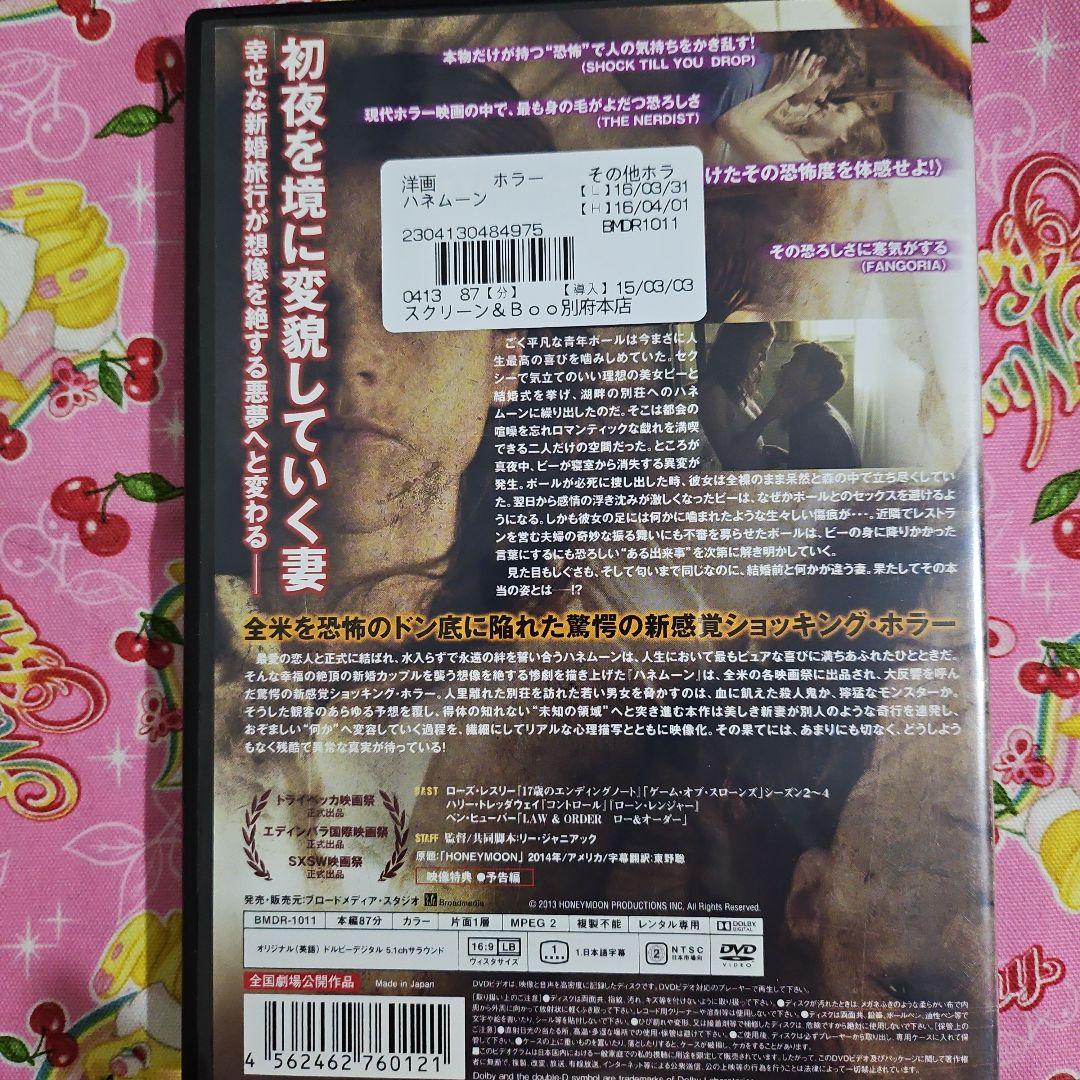 初夜を境に変貌していく妻
幸せな新婚旅行が想像を絶する悪夢へと変わる――
本物だけが持つ“恐怖”で人の気持ちをかき乱す!
(SHOCK TILL YOU DROP)
現代ホラー映画の中で、最も身の毛がよだつ恐ろしさ
(THE NERDIST)
けたその恐怖度を体感せよ!〉
その恐ろしさに寒気がする
(FANGORIA)
洋画 ホラー その他ホラ
ハネムーン 【L】16/03/31
【H】16/04/01
2304130484975 BMDR1011
0413 87【分】 【導入】15/03/03
スクリーン&Boo別府本店
ごく平凡な青年ポールは今まさに人
生最高の喜びを噛みしめていた。セク
シーで気立てのいい理想の美女ビーと
結婚式を挙げ、湖畔の別荘へのハネ
ムーンに繰り出したのだ。そこは都会の
喧噪を忘れロマンティックな戯れを満喫
できる二人だけの空間だった。ところが
真夜中、ビーが寝室から消失する異変が
発生。ポールが必死に捜し出した時、彼女は全裸のまま呆然と森の中で立ち尽くしてい
た。翌日から感情の浮き沈みが激しくなったビーは、なぜかポールとのセックスを避けるよ
うになる。しかも彼女の足には何かに噛まれたような生々しい傷痕が･･･。近隣でレストラ
ンを営む夫婦の奇妙な振る舞いにも不審を募らせたポールは、ビーの身に降りかかった
言葉にするにも恐ろしい“ある出来事”を次第に解き明かしていく。
見た目もしぐさも、そして匂いまで同じなのに、結婚前と何かが違う妻。果たしてその本
当の姿とは――!?
全米を恐怖のドン底に陥れた驚愕の新感覚ショッキング・ホラー
最愛の恋人と正式に結ばれ、水入らずで永遠の絆を誓い合うハネムーンは、人生において最もピュアな喜びに満ちあふれたひとときだ。
そんな幸福の絶頂の新婚カップルを襲う想像を絶する惨劇を描き上げた『ハネムーン』は、全米の各映画祭に出品され、大反響を呼ん
だ驚愕の新感覚ショッキング・ホラー。人里離れた別荘を訪れた若い男女を脅かすのは、血に飢えた殺人鬼か、獰猛なモンスターか。
そうした観客のあらゆる予想を覆し、得体の知れない“未知の領域”へと突き進む本作は美しき新妻が別人のような奇行を連発し、
おぞましい“何か”へ変容していく過程を、繊細にしてリアルな心理描写とともに映像化。その果てには、あまりにも切なく、どうしよう
もなく残酷で異常な真実が待っている!
トライベッカ映画祭
正式出品
エディンバラ国際映画祭
正式出品
SXSW映画祭
正式出品
CAST ローズ・レスリー『17歳のエンディングノート』『ゲーム・オブ・スローンズ』シーズン2〜4
ハリー・トレッダウェイ『コントロール』『ローン・レンジャー』
ベン・ヒューバー『LAW & ORDER ロー&オーダー』
STAFF 監督/共同脚本:リー・ジャニアック
原題:「HONEYMOON」 2014年/アメリカ/字幕翻訳:東野聡
映像特典 ●予告編
発売・販売元:ブロードメディア・スタジオ Broadmedia
© 2013 HONEYMOON PRODUCTIONS INC. All Rights Reserved.
BMDR-1011 本編87分 カラー 片面1層 MPEG 2 複製不能 レンタル専用 DOLBY DIGITAL
オリジナル(英語) ドルビーデジタル 5.1chサラウンド 16:9 LB ビスタサイズ 1 1.日本語字幕 2 NTSC 日本市場向 DVD VIDEO
全国劇場公開作品 Made in Japan
4 562462 760121
DVDビデオは、映像と音声を高密度に記録したディスクです。DVDビデオ対応のプレーヤーで再生して下さい。